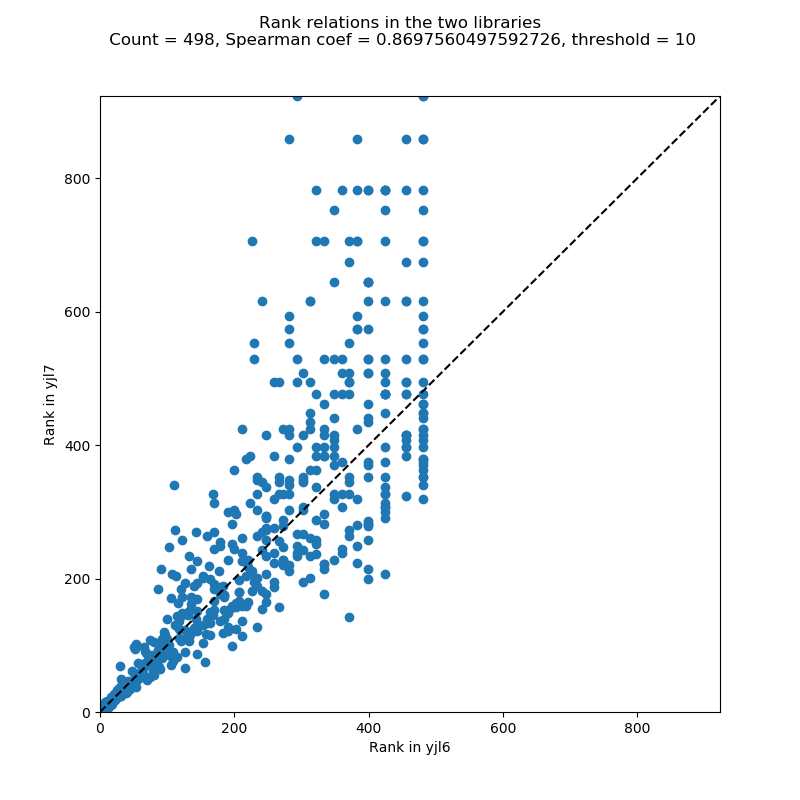 Rank relations in the two libraries
Count = 498, Spearman coef = 0.8697560497592726, threshold = 10
800
600
400
200
0
Rank in yjl7
0 200 400 600 800
Rank in yjl6